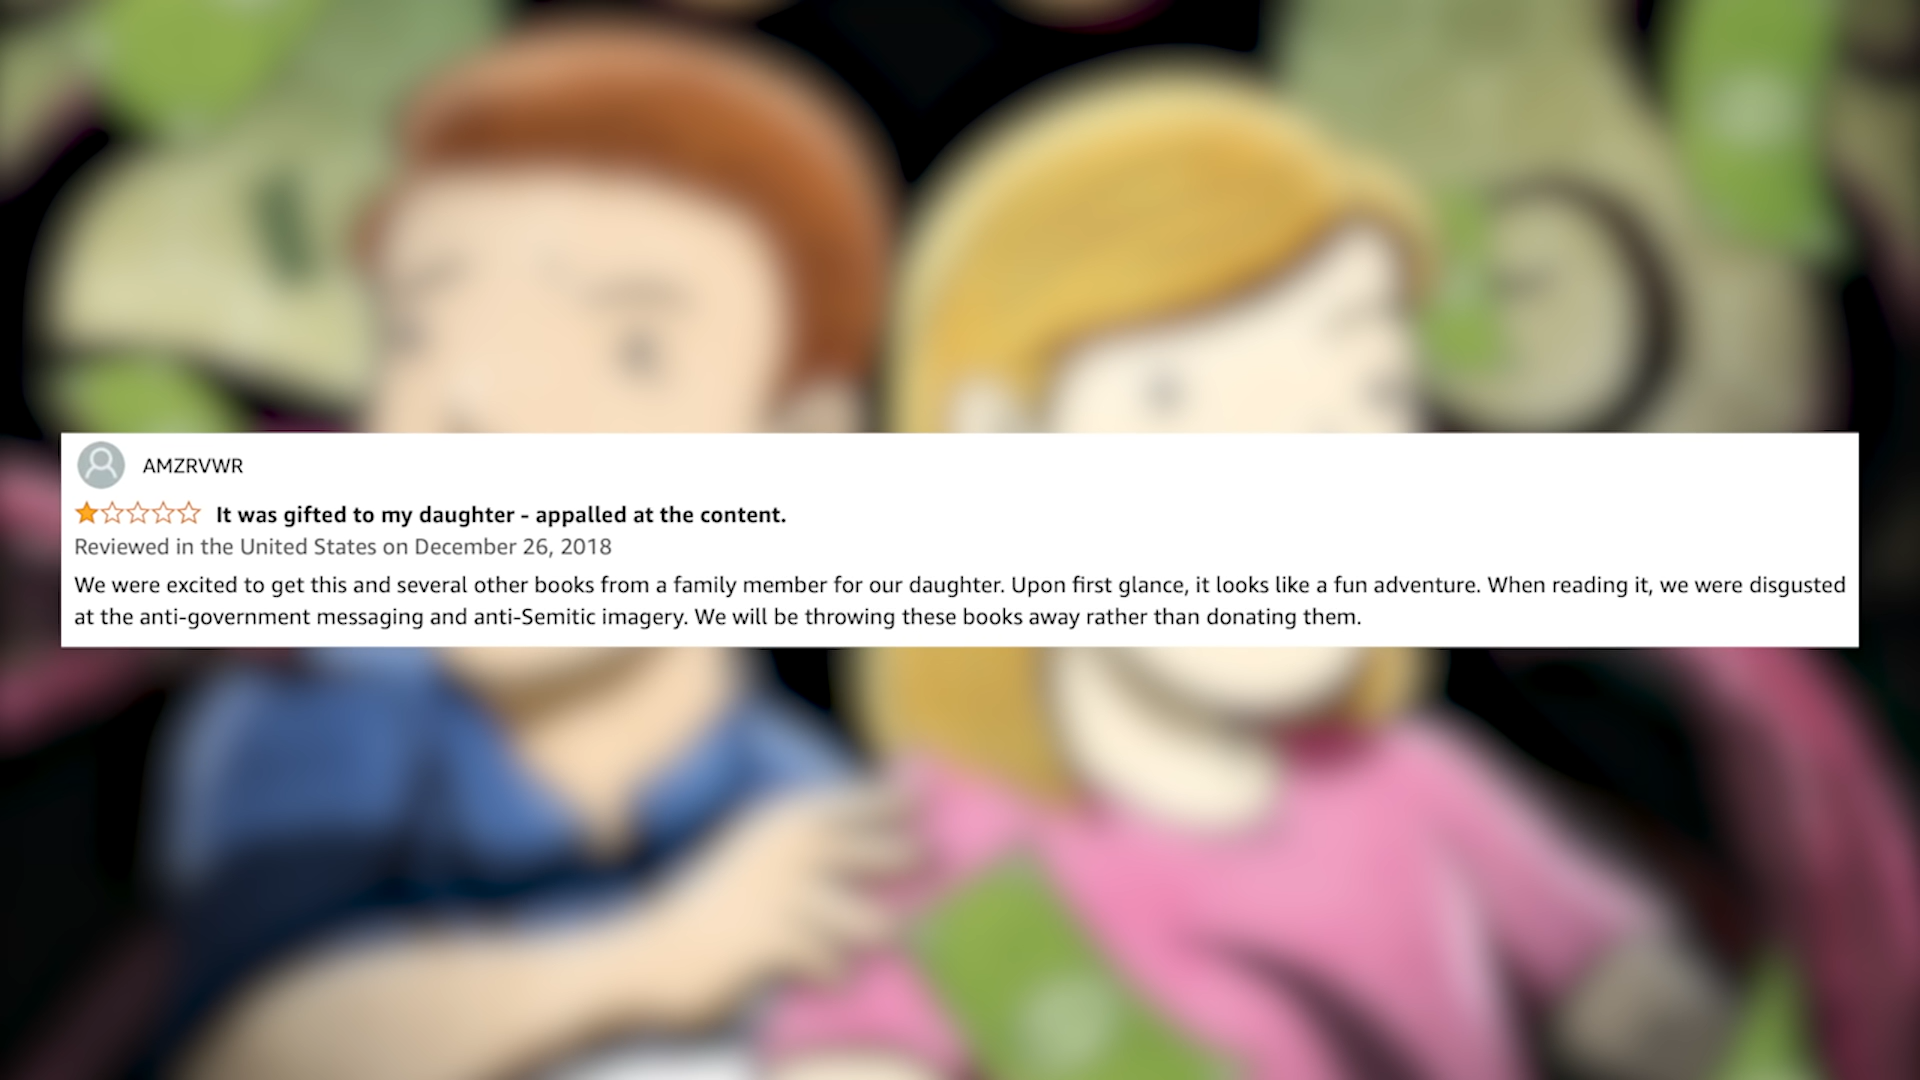 AMZRVWR
It was gifted to my daughter - appalled at the content.
Reviewed in the United States on December 26, 2018
We were excited to get this and several other books from a family member for our daughter. Upon first glance, it looks like a fun adventure. When reading it, we were disgusted
at the anti-government messaging and anti-Semitic imagery. We will be throwing these books away rather than donating them.